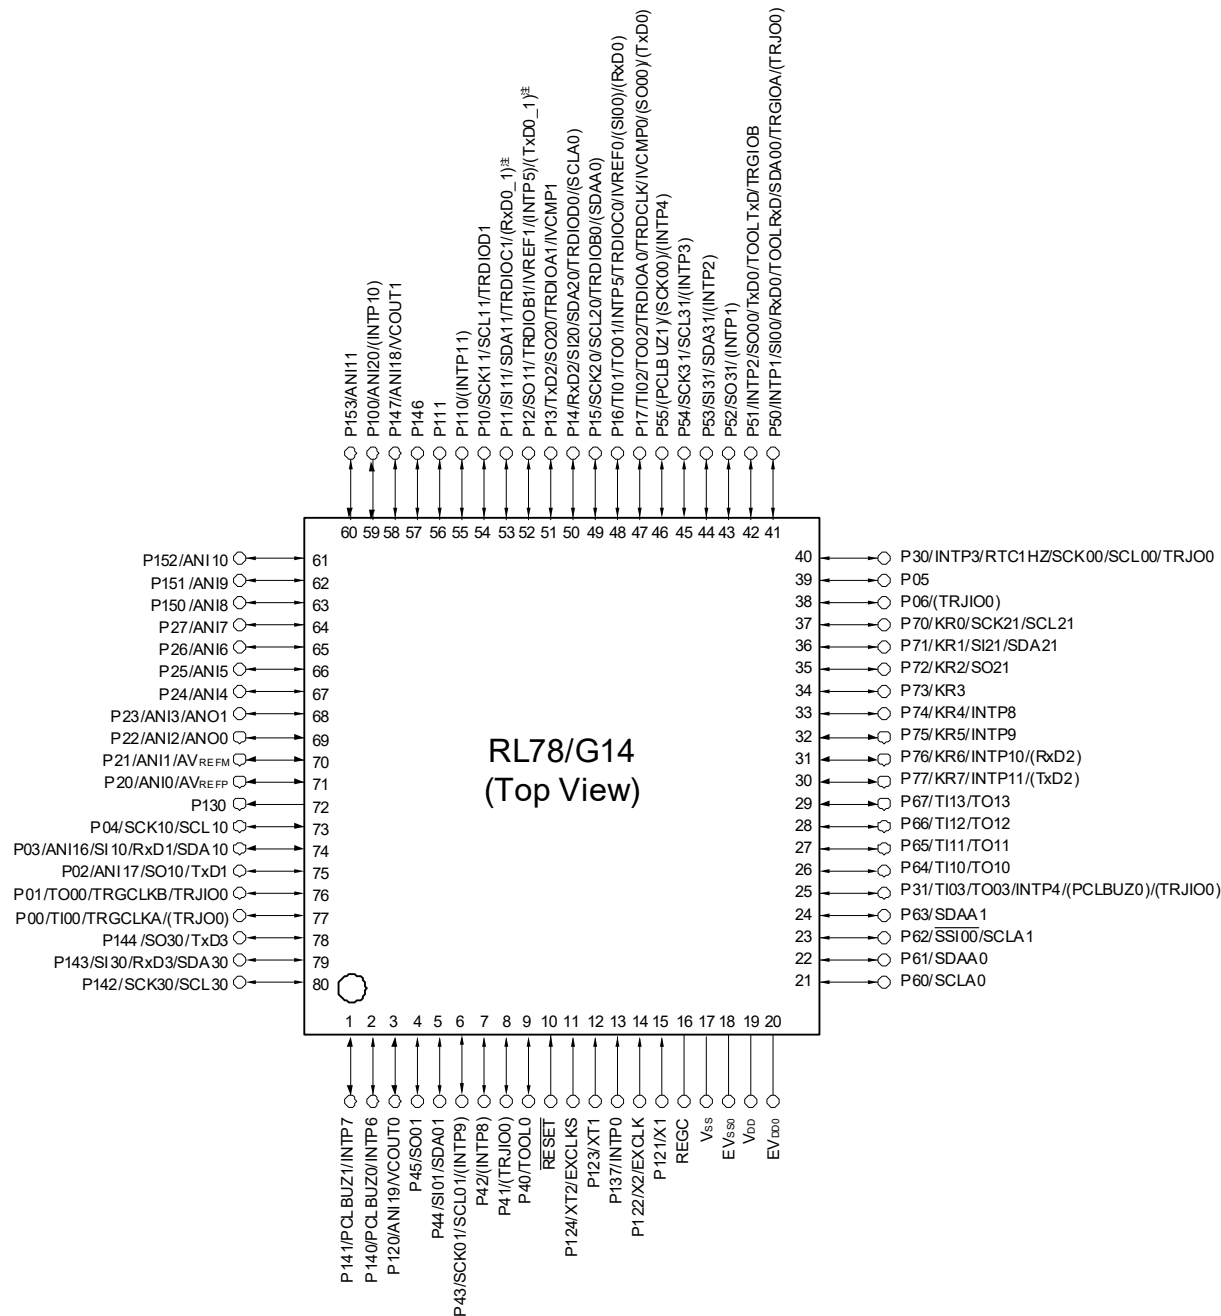 P153/ANI11
P100/ANI20/(INTP10)
P147/ANI18/VCOUT1
P146
P111
P110/(INTP11)
P10/SCK11/SCL11/TRDIOD1
P11/SI11/SDA11/TRDIOC1/(RxD0_1)注
P12/SO11/TRDIOB1/IVREF1/(INTP5)/(TxD0_1)注
P13/TxD2/SO20/TRDIOA1/IVCMP1
P14/RxD2/SI20/SDA20/TRDIOD0/(SCLA0)
P15/SCK20/SCL20/TRDIOB0/(SDAA0)
P16/TI01/TO01/INTP5/TRDIOC0/IVREF0/(SI00)/(RxD0)
P17/TI02/TO02/TRDIOA0/TRDCLK/IVCMP0/(SO00)/(TxD0)
P55/(PCLBUZ1)/(SCK00)/(INTP4)
P54/SCK31/SCL31/(INTP3)
P53/SI31/SDA31/(INTP2)
P52/SO31/(INTP1)
P51/INTP2/SO00/TxD0/TOOLTxD/TRGIOB
P50/INTP1/SI00/RxD0/TOOLRxD/SDA00/TRGIOA/(TRJO0)
60 59 58 57 56 55 54 53 52 51 50 49 48 47 46 45 44 43 42 41
P152/ANI10 61
P151/ANI9 62
P150/ANI8 63
P27/ANI7 64
P26/ANI6 65
P25/ANI5 66
P24/ANI4 67
P23/ANI3/ANO1 68
P22/ANI2/ANO0 69
P21/ANI1/AVREFM 70
P20/ANI0/AVREFP 71
P130 72
P04/SCK10/SCL10 73
P03/ANI16/SI10/RxD1/SDA10 74
P02/ANI17/SO10/TxD1 75
P01/TO00/TRGCLKB/TRJIO0 76
P00/TI00/TRGCLKA/(TRJO0) 77
P144/SO30/TxD3 78
P143/SI30/RxD3/SDA30 79
P142/SCK30/SCL30 80
RL78/G14
(Top View)
40 P30/INTP3/RTC1HZ/SCK00/SCL00/TRJO0
39 P05
38 P06/(TRJIO0)
37 P70/KR0/SCK21/SCL21
36 P71/KR1/SI21/SDA21
35 P72/KR2/SO21
34 P73/KR3
33 P74/KR4/INTP8
32 P75/KR5/INTP9
31 P76/KR6/INTP10/(RxD2)
30 P77/KR7/INTP11/(TxD2)
29 P67/TI13/TO13
28 P66/TI12/TO12
27 P65/TI11/TO11
26 P64/TI10/TO10
25 P31/TI03/TO03/INTP4/(PCLBUZ0)/(TRJIO0)
24 P63/SDAA1
23 P62/SSI00/SCLA1
22 P61/SDAA0
21 P60/SCLA0
1 2 3 4 5 6 7 8 9 10 11 12 13 14 15 16 17 18 19 20
P141/PCLBUZ1/INTP7
P140/PCLBUZ0/INTP6
P120/ANI19/VCOUT0
P45/SO01
P44/SI01/SDA01
P43/SCK01/SCL01/(INTP9)
P42/(INTP8)
P41/(TRJIO0)
P40/TOOL0
RESET
P124/XT2/EXCLKS
P123/XT1
P137/INTP0
P122/X2/EXCLK
P121/X1
REGC
VSS
EVSS0
VDD
EVDD0